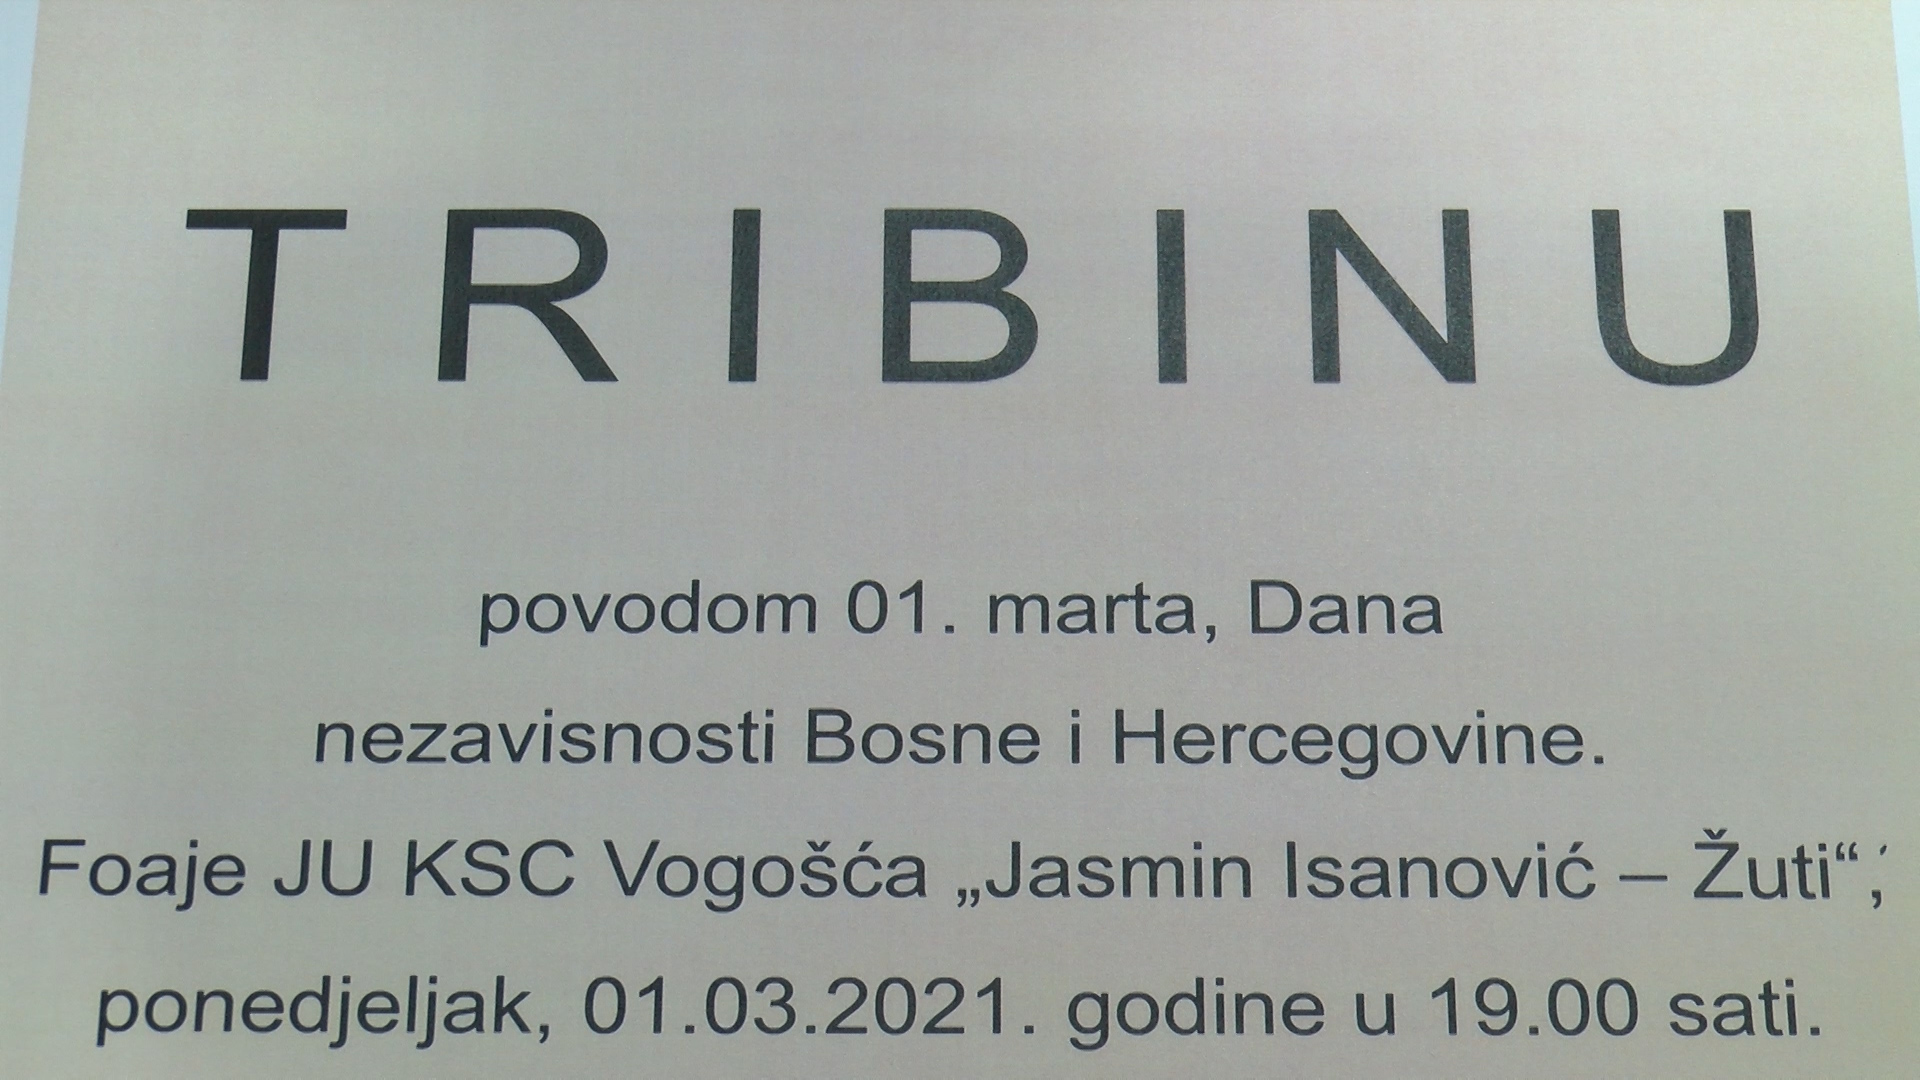 TRIBINU
povodom 01. marta, Dana
nezavisnosti Bosne i Hercegovine.
Foaje JU KSC Vogošća „Jasmin Isanović – Žuti“,
ponedjeljak, 01.03.2021. godine u 19.00 sati.